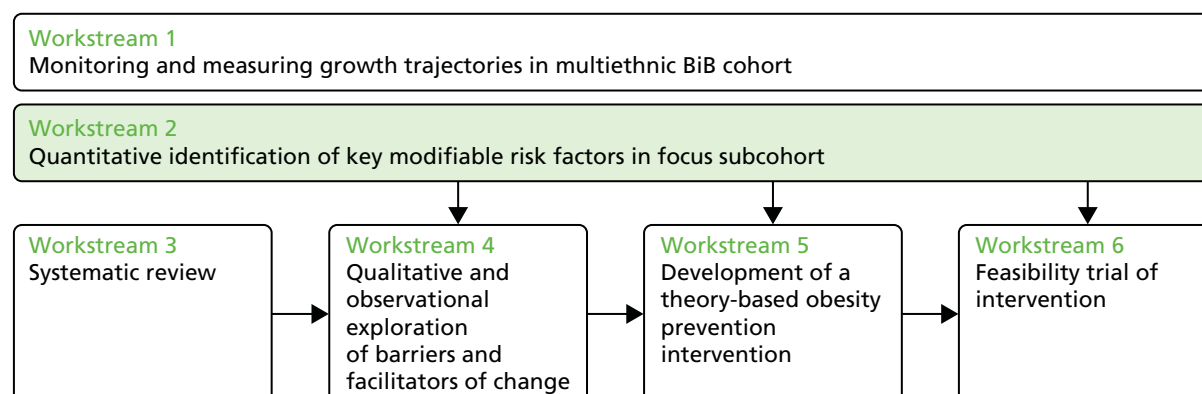 Workstream 1
Monitoring and measuring growth trajectories in multiethnic BiB cohort
Workstream 2
Quantitative identification of key modifiable risk factors in focus subcohort
Workstream 3
Systematic review
Workstream 4
Qualitative and
observational
exploration
of barriers and
facilitators of change
Workstream 5
Development of a
theory-based obesity
prevention
intervention
Workstream 6
Feasibility trial of
intervention